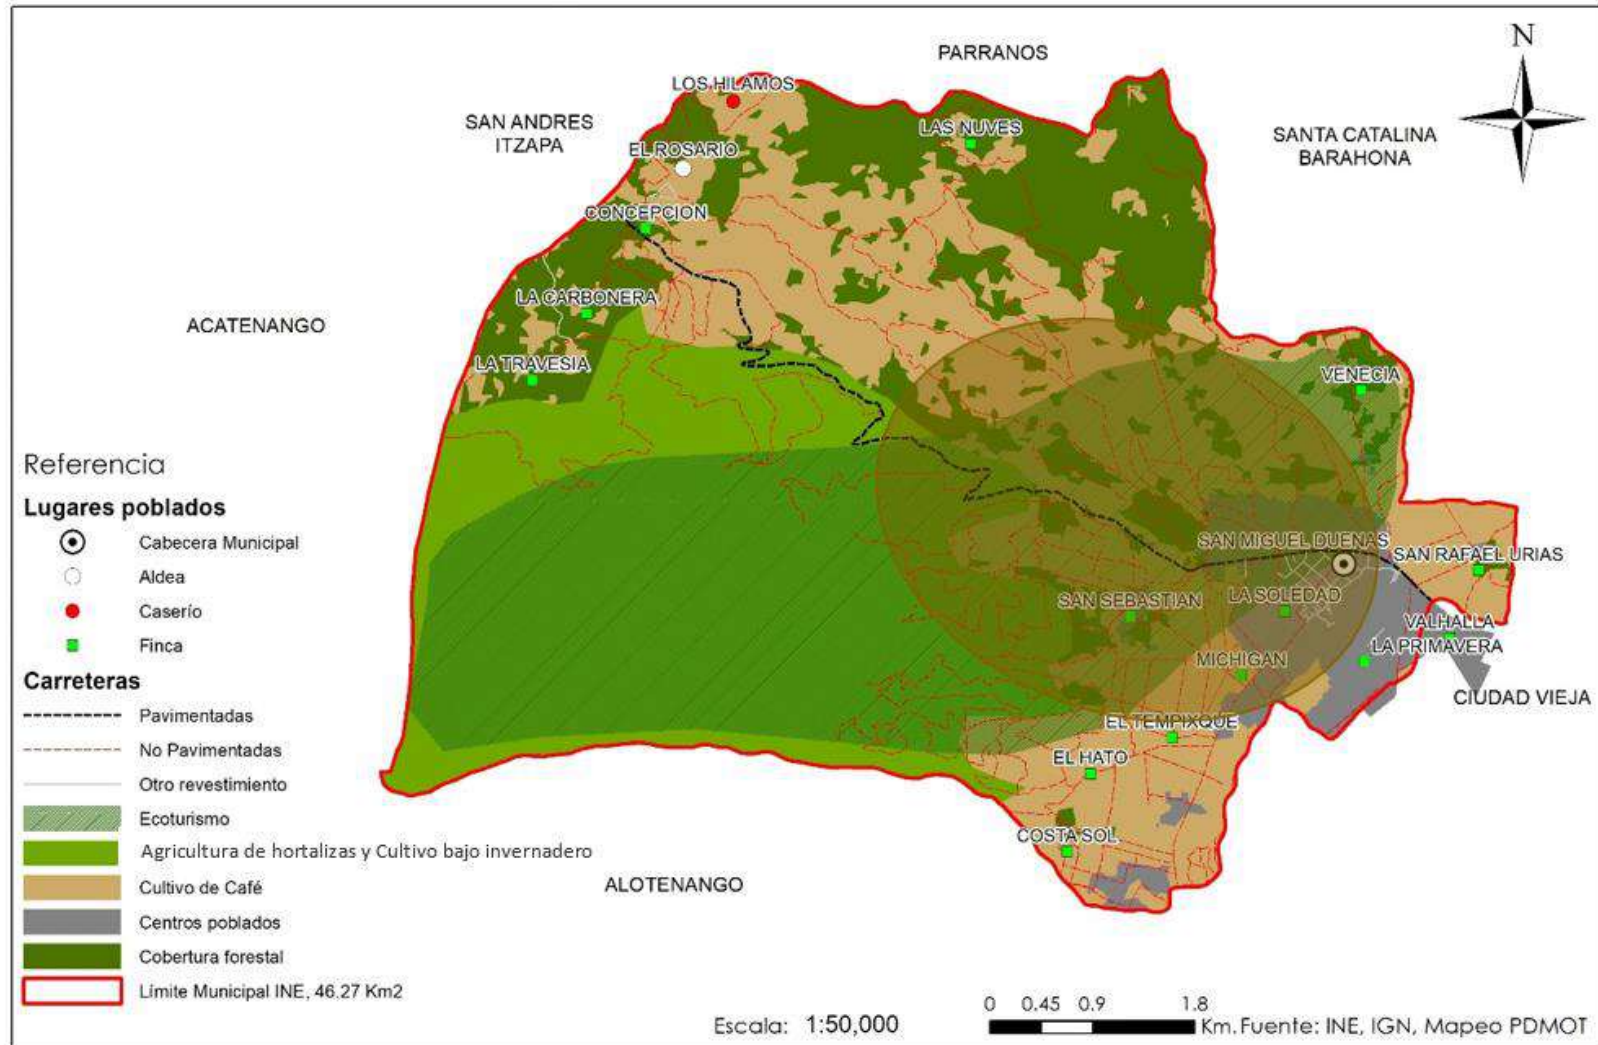 N
PARRANOS
LOS HILAMOS
SAN ANDRES
ITZAPA
LAS NUVES
SANTA CATALINA
BARAHONA
EL ROSARIO
CONCEPCION
LA CARBONERA
ACATENANGO
LA TRAVESIA
VENECIA
SAN MIGUEL DUENAS
SAN RAFAEL URIAS
SAN SEBASTIAN
LA SOLEDAD
VALHALLA
LA PRIMAVERA
MICHIGAN
CIUDAD VIEJA
EL TEMPIXQUE
EL HATO
COSTA SOL
ALOTENANGO
Referencia
Lugares poblados
Cabecera Municipal
Aldea
Caserío
Finca
Carreteras
Pavimentadas
No Pavimentadas
Otro revestimiento
Ecoturismo
Agricultura de hortalizas y Cultivo bajo invernadero
Cultivo de Café
Centros poblados
Cobertura forestal
Límite Municipal INE, 46.27 Km2
Escala: 1:50,000
0 0.45 0.9 1.8
Km. Fuente: INE, IGN, Mapeo PDMOT